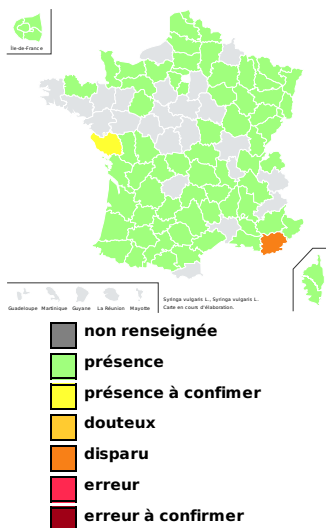 Île-de-France
Guadeloupe Martinique Guyane La Réunion Mayotte
Syringa vulgaris L., Syringa vulgaris L.
Carte en cours d'élaboration.
non renseignée
présence
présence à confimer
douteux
disparu
erreur
erreur à confirmer